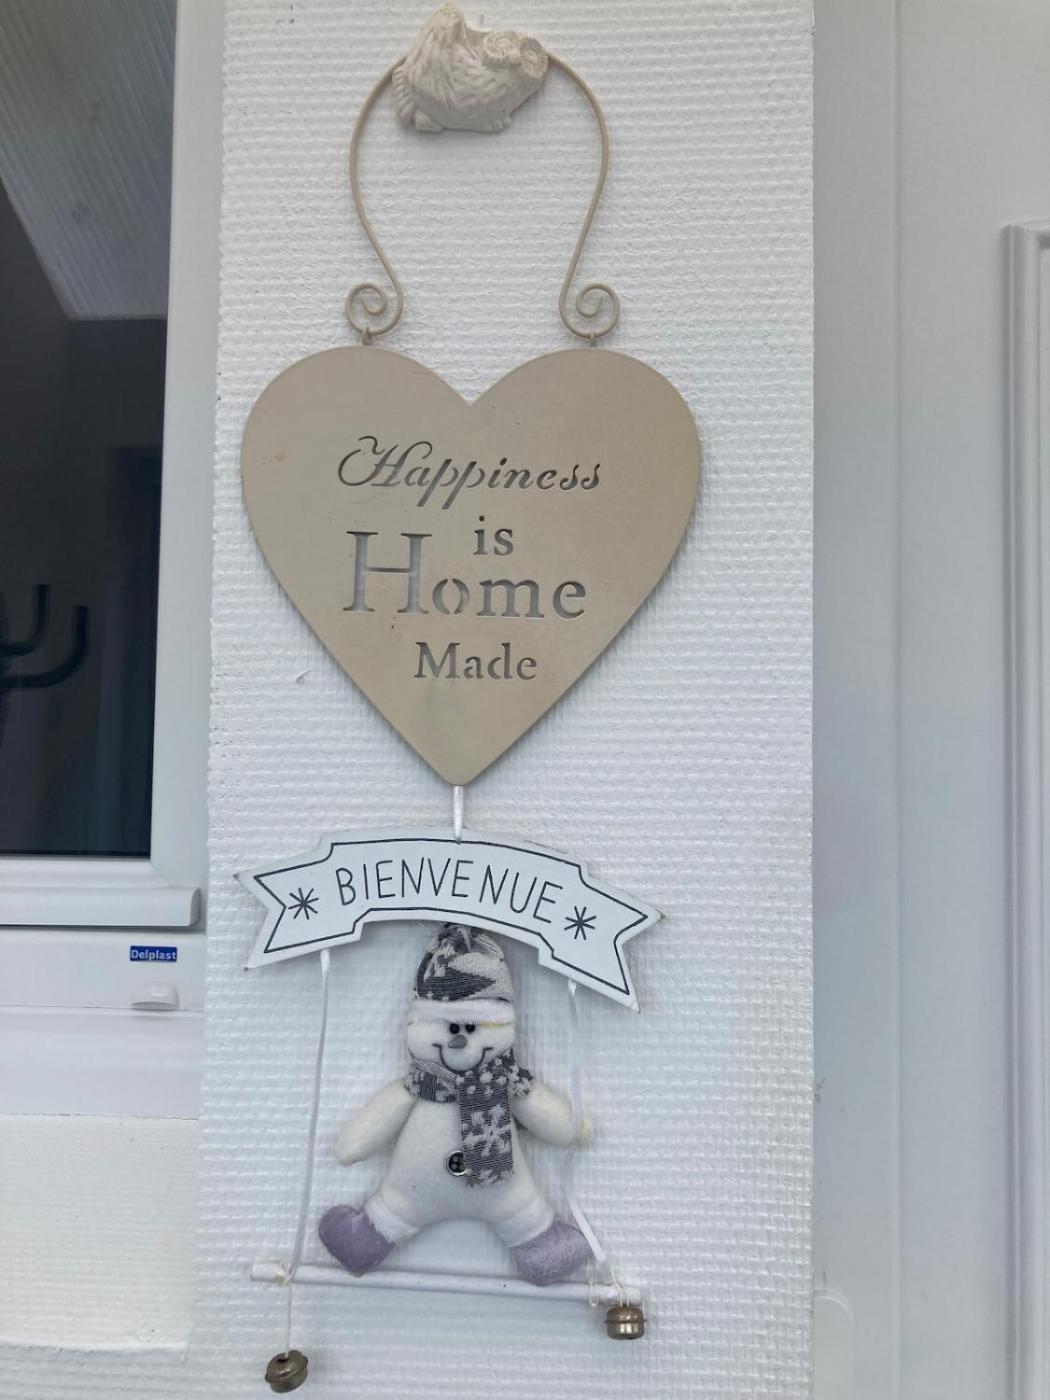 Happiness
is
Home
Made
* BIENVENUE *
Delplast